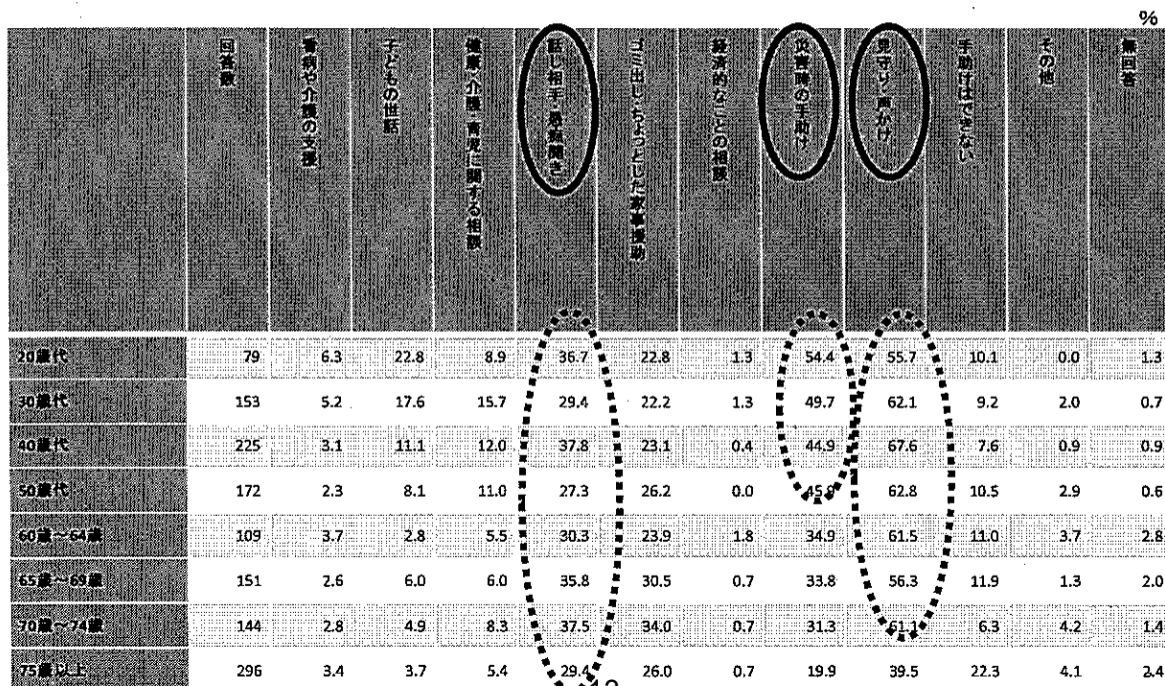 %
回答数 看病や介護の支援 子どもの世話 健康・介護・育児に関する相談 話し相手・愚痴聞き ゴミ出し・ちょっとした家事援助 経済的なことの相談 災害時の手助け 見守り・声かけ 手助けはできない その他 無回答
20歳代 79 6.3 22.8 8.9 36.7 22.8 1.3 54.4 55.7 10.1 0.0 1.3
30歳代 153 5.2 17.6 15.7 29.4 22.2 1.3 49.7 62.1 9.2 2.0 0.7
40歳代 225 3.1 11.1 12.0 37.8 23.1 0.4 44.9 67.6 7.6 0.9 0.9
50歳代 172 2.3 8.1 11.0 27.3 26.2 0.0 45.9 62.8 10.5 2.9 0.6
60歳～64歳 109 3.7 2.8 5.5 30.3 23.9 1.8 34.9 61.5 11.0 3.7 2.8
65歳～69歳 151 2.6 6.0 6.0 35.8 30.5 0.7 33.8 56.3 11.9 1.3 2.0
70歳～74歳 144 2.8 4.9 8.3 37.5 34.0 0.7 31.3 61.1 6.3 4.2 1.4
75歳以上 296 3.4 3.7 5.4 29.4 26.0 0.7 19.9 39.5 22.3 4.1 2.4